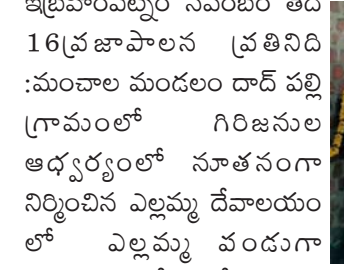 ఇబ్రహీంపట్నం నవంబర్ తేది
16(ప్రజాపాలన ప్రతినిది
:మంచాల మండలం దాద్ పల్లి
గ్రామంలో గిరిజనుల
ఆధ్వర్యంలో నూతనంగా
నిర్మించిన ఎల్లమ్మ దేవాలయం
లో ఎల్లమ్మ పండుగా